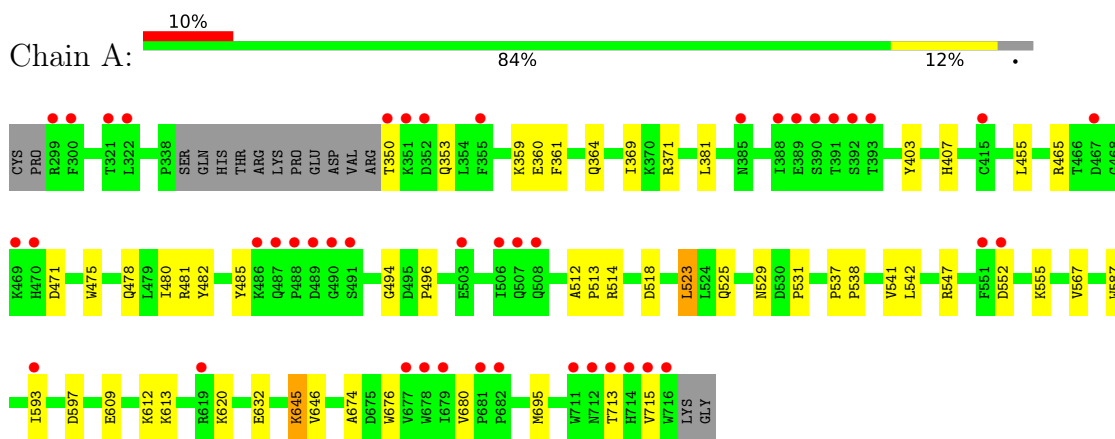 10%
Chain A:
84%
12%
CYS PRO R299 F300 T321 L322 P338 SER GLN HIS THR ARG LYS PRO GLU ASP VAL ARG T350 K351 D352 Q353 L354 F355 K359 E360 F361 Q364 I369 K370 R371 L381 N385 I388 E389 S390 T391 S392 T393 Y403 H407 C415 L455 R465 T466 D467 G468
K469 H470 D471 W475 Q478 L479 I480 R481 Y482 Y485 K486 Q487 P488 D489 G490 S491 G494 D495 P496 E503 I506 Q507 Q508 A512 P513 R514 D518 L523 L524 Q525 N529 D530 P531 P537 P538 V541 L542 R547 F551 D552 K555 V567 W587
I593 D597 E609 K612 K613 R619 K620 E632 K645 V646 A674 D675 W676 V677 W678 I679 V680 P681 P682 M695 W711 N712 T713 H714 V715 W716 LYS GLY